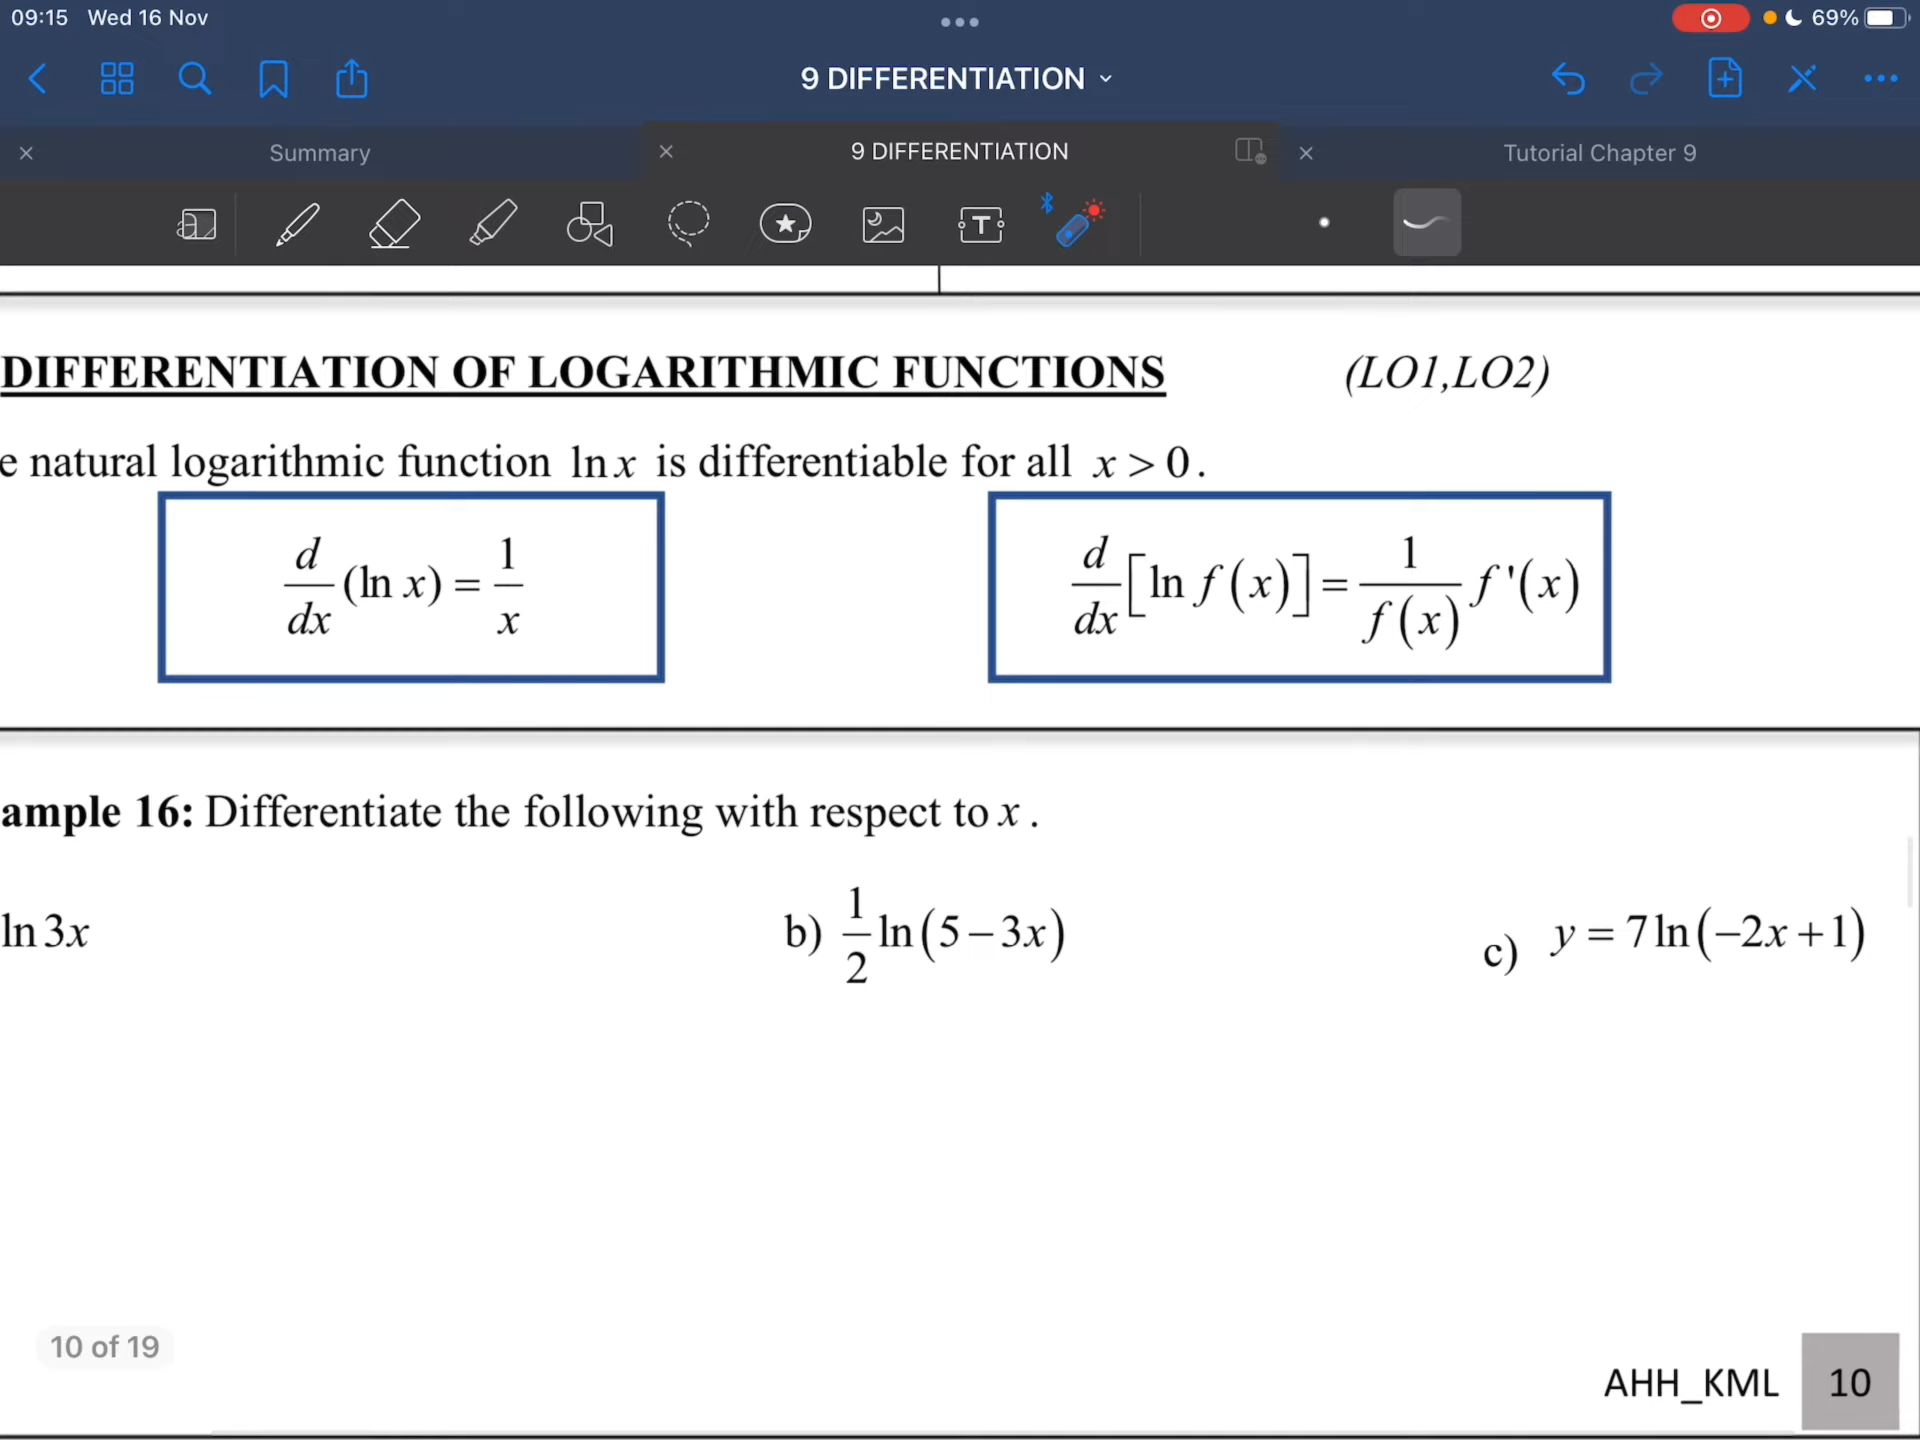 09:15 Wed 16 Nov
69%
9 DIFFERENTIATION
Summary
9 DIFFERENTIATION
Tutorial Chapter 9
T
DIFFERENTIATION OF LOGARITHMIC FUNCTIONS (LO1,LO2)
e natural logarithmic function ln x is differentiable for all x > 0.
d/dx (ln x) = 1/x
d/dx [ln f(x)] = 1/f(x) f'(x)
ample 16: Differentiate the following with respect to x.
ln 3x
b) 1/2 ln(5−3x)
c) y = 7 ln(−2x+1)
10 of 19
AHH_KML 10